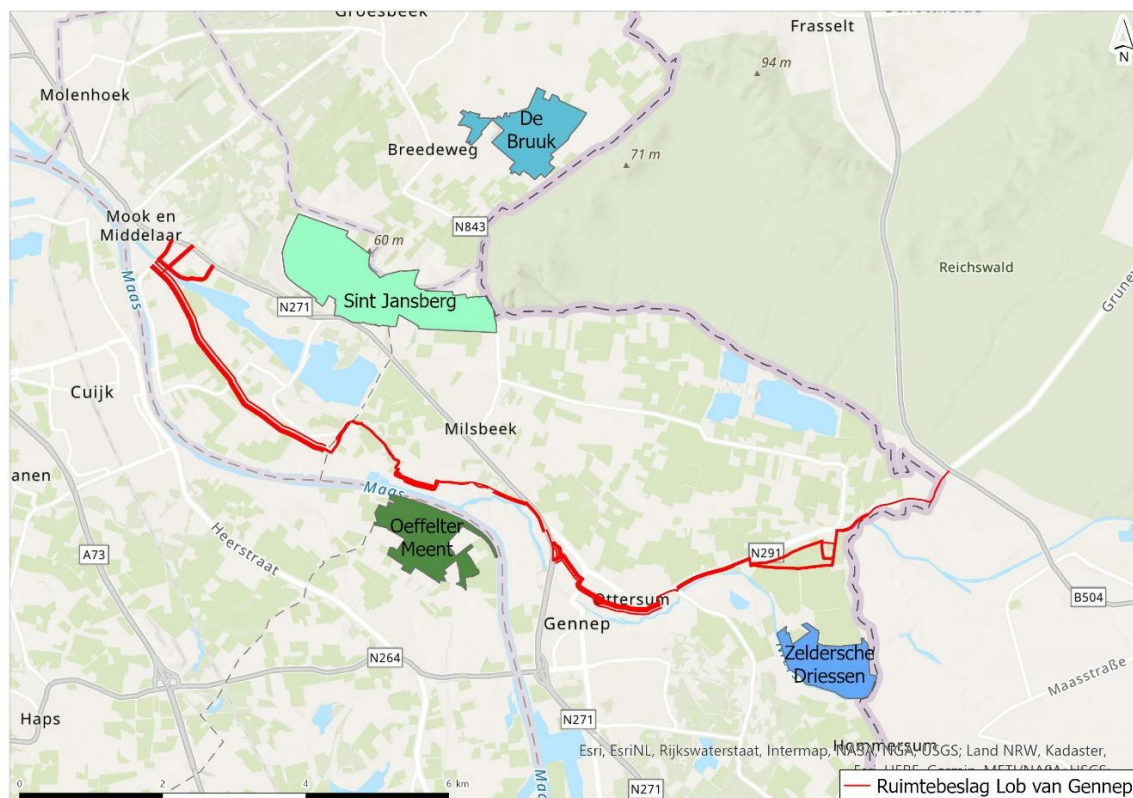 Groesbeek
Frasselt
N
94 m
Molenhoek
De
Bruuk
Breedeweg
71 m
Mook en
Middelaar
N843
60 m
Reichswald
Maas
Sint Jansberg
N271
Cuijk
Milsbeek
anen
Maas
Oeffelter
Meent
Heerstraat
A73
N291
Ottersum
B504
Gennep
Zeldersche
Driessen
N264
Maasstraße
Haps
N271
Esri, EsriNL, Rijkswaterstaat, Intermap, NASA, NGA, USGS; Land NRW, Kadaster,
Hommersum
N271
0 2 4 6 km
Ruimtebeslag Lob van Gennep